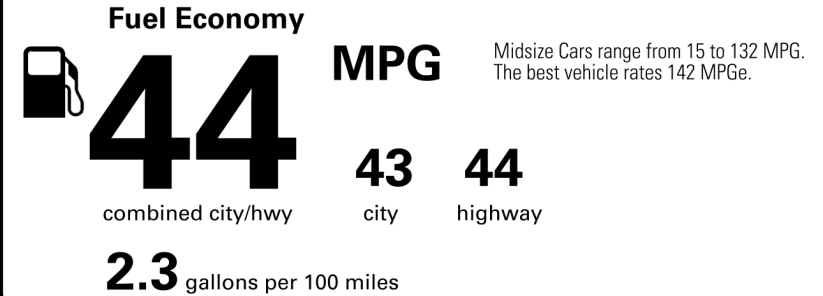 Fuel Economy
44 MPG
Midsize Cars range from 15 to 132 MPG.
The best vehicle rates 142 MPGe.
combined city/hwy
43 city
44 highway
2.3 gallons per 100 miles